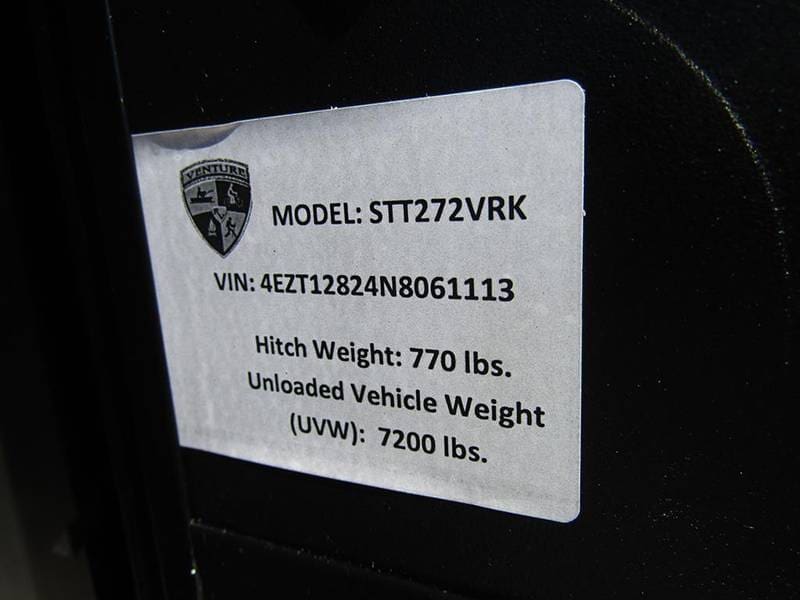 VENTURE
MODEL: STT272VRK
VIN: 4EZT12824N8061113
Hitch Weight: 770 lbs.
Unloaded Vehicle Weight
(UVW): 7200 lbs.